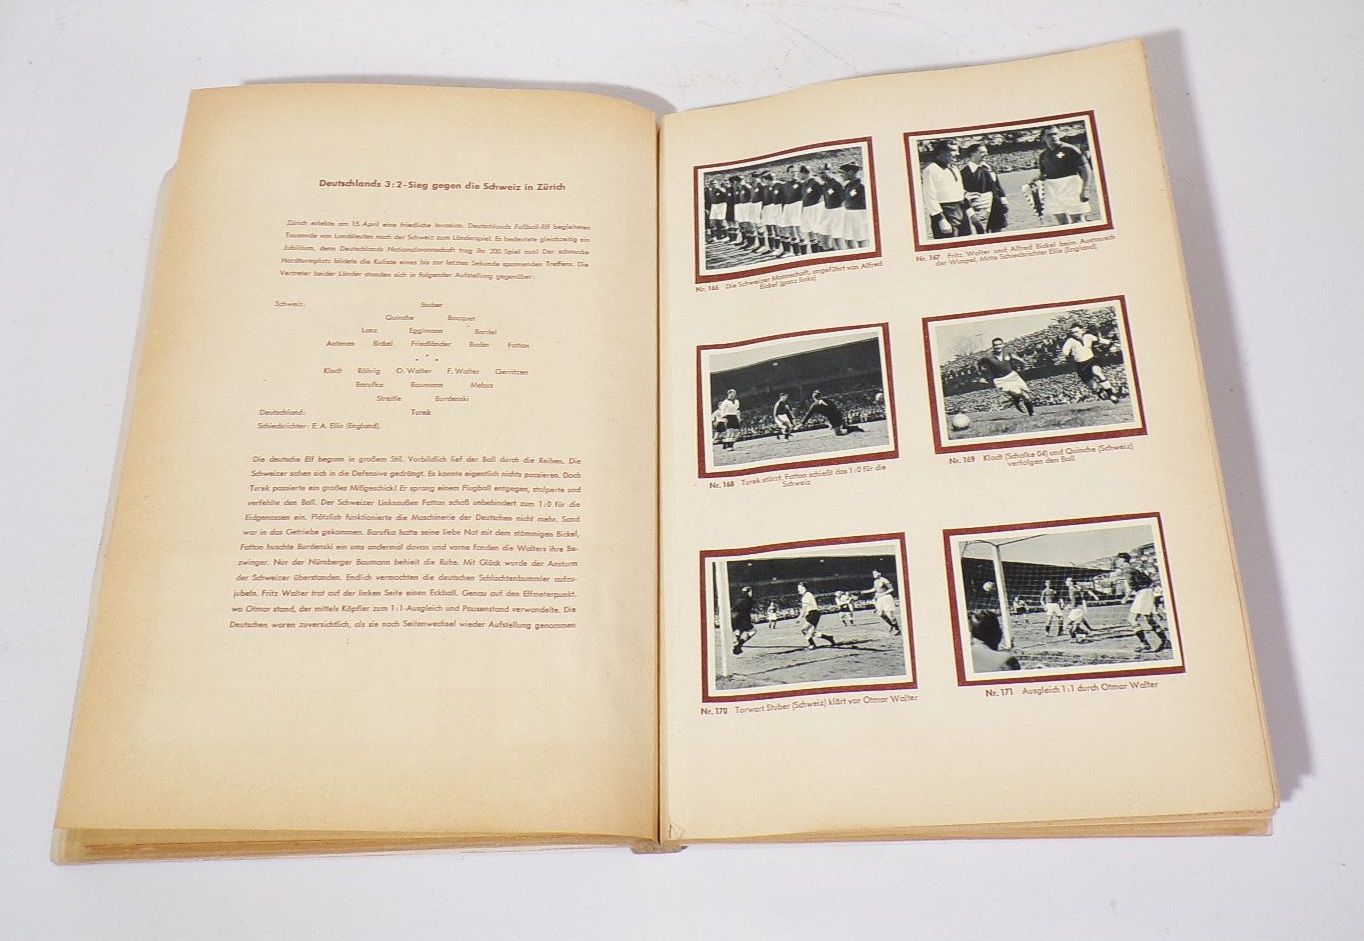 Deutschlands 3:2-Sieg gegen die Schweiz in Zürich
Zürich erlebte am 15. April eine friedliche Invasion. Deutschlands Fußball-Elf begleiteten
Tausende von Landsleuten nach der Schweiz zum Länderspiel. Es bedeutete gleichzeitig ein
Jubiläum, denn Deutschlands Nationalmannschaft trug ihr 200. Spiel aus! Der schmucke
Hardturmplatz bildete die Kulisse eines bis zur letzten Sekunde spannenden Treffens. Die
Vertreter beider Länder standen sich in folgender Aufstellung gegenüber:
Schweiz: Stuber
Quinche Bocquet
Lanz Eggimann Bardel
Antenen Bickel Friedländer Bader Fatton
Klodt Röhrig O. Walter F. Walter Gerritzen
Barufka Baumann Mebus
Streitle Burdenski
Deutschland: Turek
Schiedsrichter: E. A. Ellis (England).
Die deutsche Elf begann in großem Stil. Vorbildlich lief der Ball durch die Reihen. Die
Schweizer sahen sich in die Defensive gedrängt. Es konnte eigentlich nichts passieren. Doch
Turek passierte ein großes Mißgeschick! Er sprang einem Flugball entgegen, stolperte und
verfehlte den Ball. Der Schweizer Linksaußen Fatton schoß unbehindert zum 1:0 für die
Eidgenossen ein. Plötzlich funktionierte die Maschinerie der Deutschen nicht mehr. Sand
war in das Getriebe gekommen. Barufka hatte seine liebe Not mit dem stämmigen Bickel,
Fatton huschte Burdenski ein ums andermal davon und vorne fanden die Walters ihre Be-
zwinger. Nur der Nürnberger Baumann behielt die Ruhe. Mit Glück wurde der Ansturm
der Schweizer überstanden. Endlich vermochten die deutschen Schlachtenbummler aufzu-
jubeln. Fritz Walter trat auf der linken Seite einen Eckball. Genau auf den Elfmeterpunkt,
wo Otmar stand, der mittels Köpfler zum 1:1-Ausgleich und Pausenstand verwandelte. Die
Deutschen waren zuversichtlich, als sie nach Seitenwechsel wieder Aufstellung genommen
Nr. 166 Die Schweizer Mannschaft, angeführt von Alfred
Bickel (ganz links)
Nr. 167 Fritz Walter und Alfred Bickel beim Austausch
der Wimpel; Mitte Schiedsrichter Ellis (England)
Nr. 168 Turek stürzt, Fatton schießt das 1:0 für die
Schweiz
Nr. 169 Klodt (Schalke 04) und Quinche (Schweiz)
verfolgen den Ball
Nr. 170 Torwart Stuber (Schweiz) klärt vor Otmar Walter
Nr. 171 Ausgleich 1:1 durch Otmar Walter